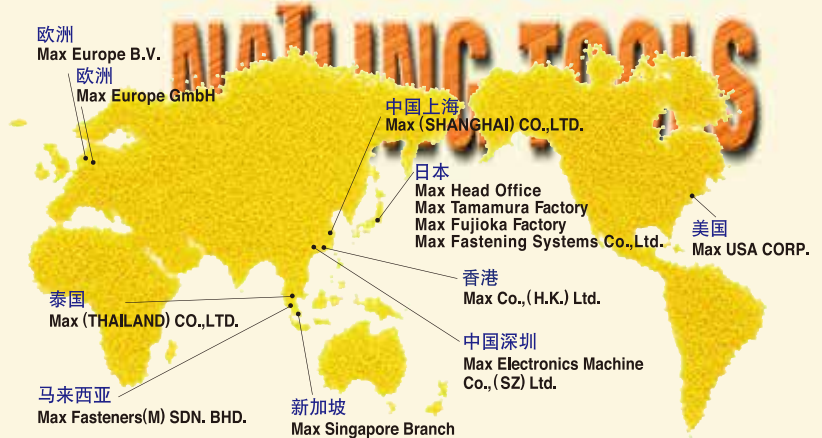 NAILING TOOLS
欧洲
Max Europe B.V.
欧洲
Max Europe GmbH
中国上海
Max (SHANGHAI) CO.,LTD.
日本
Max Head Office
Max Tamamura Factory
Max Fujioka Factory
Max Fastening Systems Co.,Ltd.
美国
Max USA CORP.
香港
Max Co.,(H.K.) Ltd.
泰国
Max (THAILAND) CO.,LTD.
中国深圳
Max Electronics Machine
Co.,(SZ) Ltd.
马来西亚
Max Fasteners(M) SDN. BHD.
新加坡
Max Singapore Branch